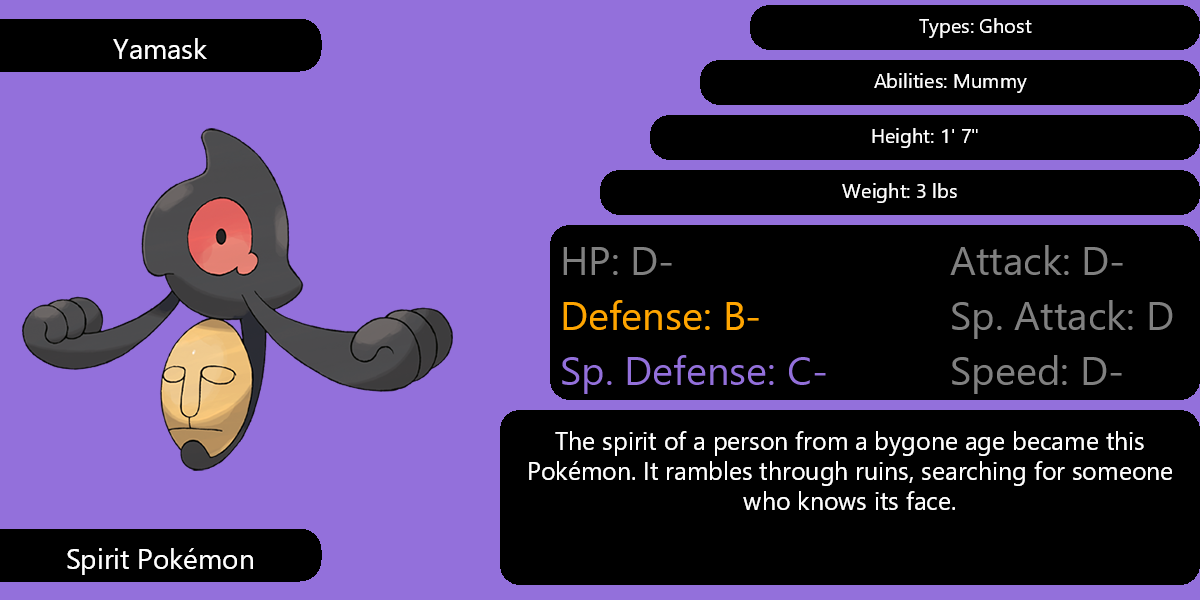 Yamask
Types: Ghost
Abilities: Mummy
Height: 1' 7"
Weight: 3 lbs
HP: D-
Attack: D-
Defense: B-
Sp. Attack: D
Sp. Defense: C-
Speed: D-
The spirit of a person from a bygone age became this
Pokémon. It rambles through ruins, searching for someone
who knows its face.
Spirit Pokémon